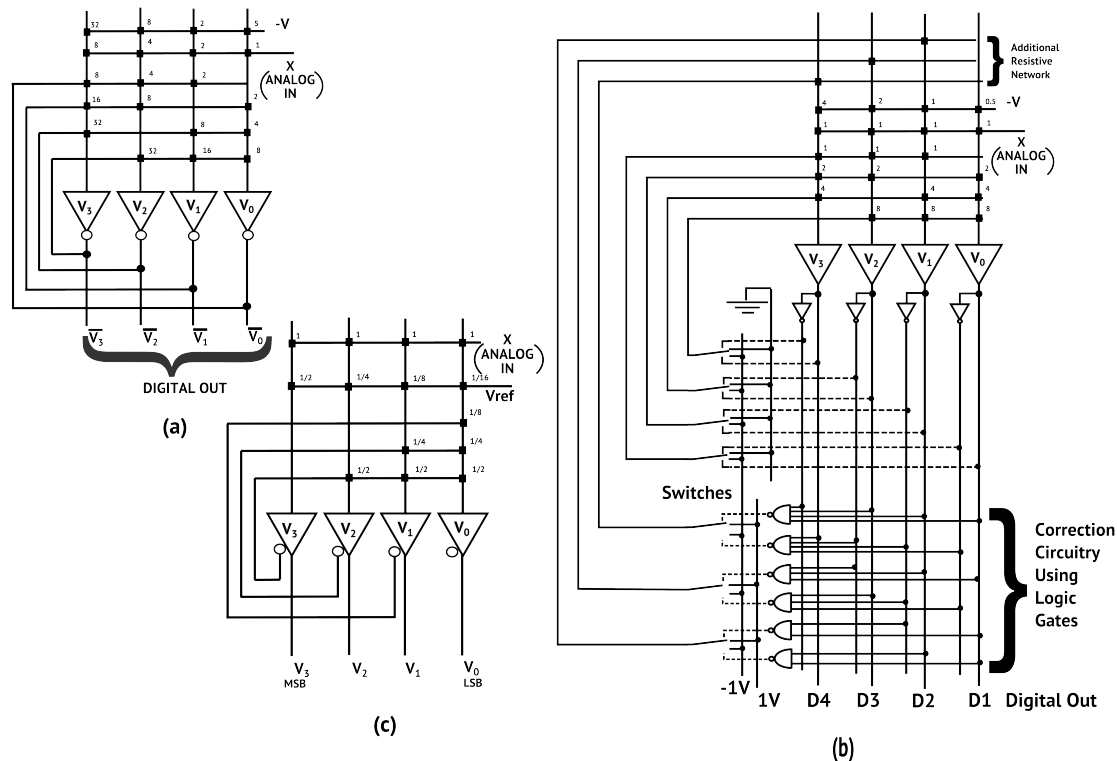 32 8 2 5 -V
8 4 2 1
X
(ANALOG
IN)
8 4 2
16 8 2
32 8 4
32 16 8
V3 V2 V1 V0
V̅3 V̅2 V̅1 V̅0
DIGITAL OUT
(a)
1 1 1 1
X
(ANALOG
IN)
1/2 1/4 1/8 1/16
Vref
1/8
1/4 1/4
1/2 1/2 1/2
V3 V2 V1 V0
V3 V2 V1 V0
MSB LSB
(c)
Additional
Resistive
Network
4 2 1 0.5 -V
1 1 1 1
X
(ANALOG
IN)
1 1 1
2 2 2
4 4 4
8 8 8
V3 V2 V1 V0
Switches
Correction
Circuitry
Using
Logic
Gates
-1V 1V D4 D3 D2 D1 Digital Out
(b)